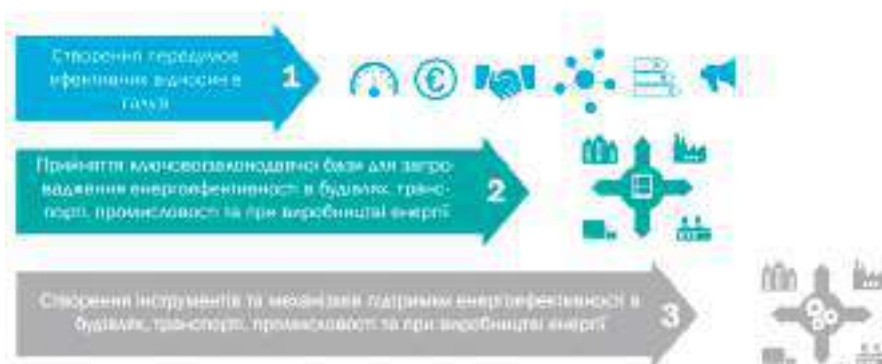 Створення передумов
ефективних відносин в
галузі
1
Прийняття ключової законодавчої бази для запро-
вадження енергоефективності в будівлях, транс-
порті, промисловості та при виробництві енергії
2
Створення інструментів та механізмів підтримки енергоефективності в
будівлях, транспорті, промисловості та при виробництві енергії
3